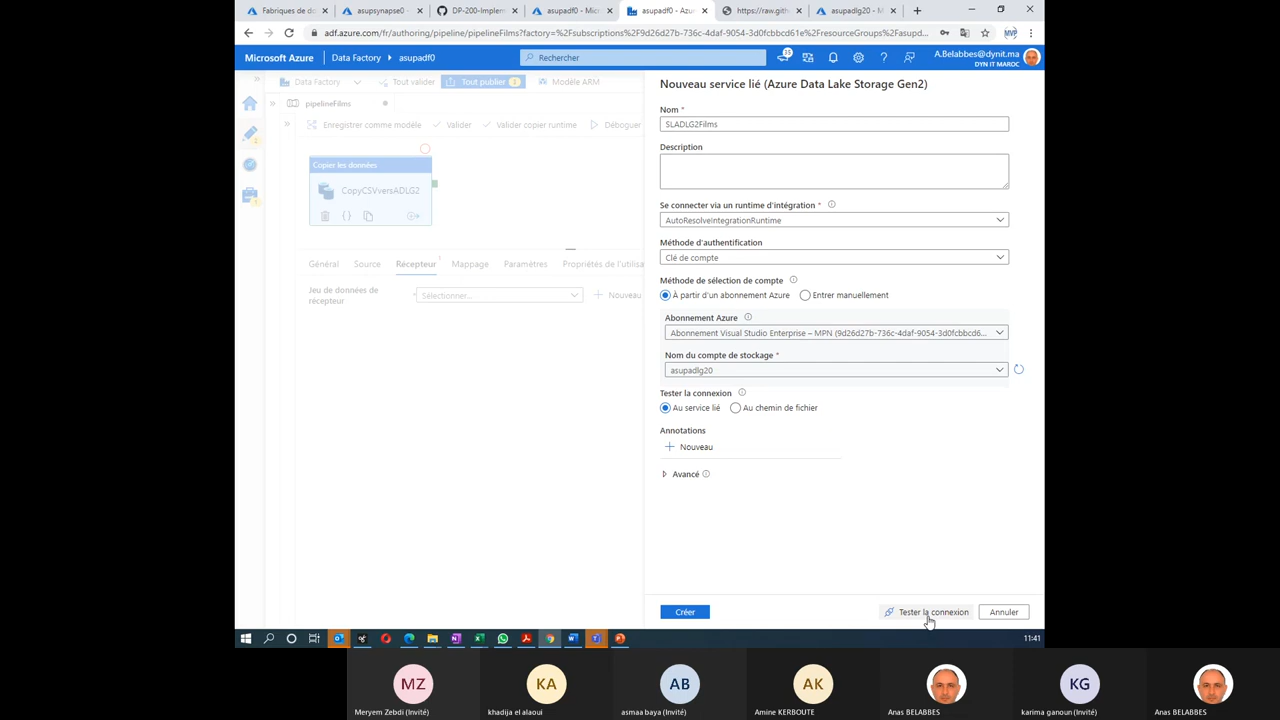 Fabriques de do
asupsynapse0
DP-200-Implem
asupadf0 - Micr
asupadf0 - Azu
https://raw.gith
asupadlg20 - M
adf.azure.com/fr/authoring/pipeline/pipelineFilms?factory=%2Fsubscriptions%2F9d26d27b-736c-4daf-9054-3d0fcbbcd61e%2FresourceGroups%2Fasupad...
Microsoft Azure
Data Factory
asupadf0
Rechercher
35
A.Belabbes@dynit.ma
DYN IT MAROC
Data Factory
Tout valider
Tout publier
Modèle ARM
pipelineFilms
Enregistrer comme modèle
Valider
Valider copier runtime
Déboguer
Copier les données
CopyCSVversADLG2
Général
Source
Récepteur
Mappage
Paramètres
Propriétés de l'utilisa
Jeu de données de
récepteur
Sélectionner...
Nouveau
Nouveau service lié (Azure Data Lake Storage Gen2)
Nom *
SLADLG2Films
Description
Se connecter via un runtime d'intégration *
AutoResolveIntegrationRuntime
Méthode d'authentification
Clé de compte
Méthode de sélection de compte
À partir d'un abonnement Azure
Entrer manuellement
Abonnement Azure
Abonnement Visual Studio Enterprise – MPN (9d26d27b-736c-4daf-9054-3d0fcbbcd6...
Nom du compte de stockage *
asupadlg20
Tester la connexion
Au service lié
Au chemin de fichier
Annotations
Nouveau
Avancé
Créer
Tester la connexion
Annuler
11:41
MZ
KA
AB
AK
KG
Meryem Zebdi (Invité)
khadija el alaoui
asmaa baya (Invité)
Amine KERBOUTE
Anas BELABBES
karima ganoun (Invité)
Anas BELABBES